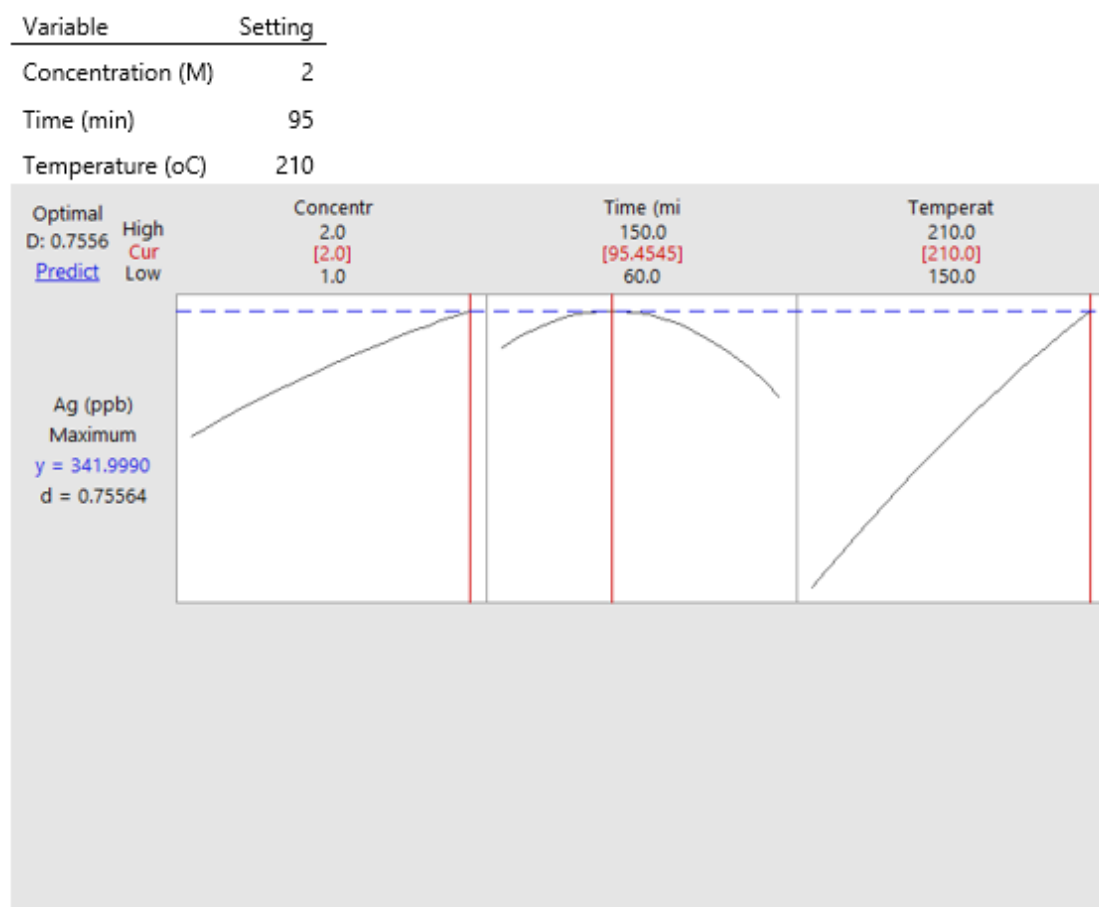 Variable Setting
Concentration (M) 2
Time (min) 95
Temperature (oC) 210
Optimal
D: 0.7556
Predict
High
Cur
Low
Concentr
2.0
[2.0]
1.0
Time (mi
150.0
[95.4545]
60.0
Temperat
210.0
[210.0]
150.0
Ag (ppb)
Maximum
y = 341.9990
d = 0.75564